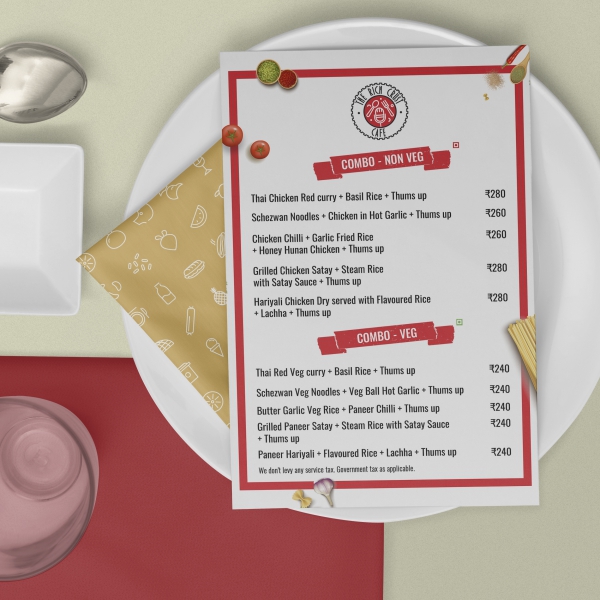 THE RICH CRAFT
CAFE
COMBO - NON VEG
Thai Chicken Red curry + Basil Rice + Thums up ₹280
Schezwan Noodles + Chicken in Hot Garlic + Thums up ₹260
Chicken Chilli + Garlic Fried Rice ₹260
+ Honey Hunan Chicken + Thums up
Grilled Chicken Satay + Steam Rice ₹280
with Satay Sauce + Thums up
Hariyali Chicken Dry served with Flavoured Rice ₹280
+ Lachha + Thums up
COMBO - VEG
Thai Red Veg curry + Basil Rice + Thums up ₹240
Schezwan Veg Noodles + Veg Ball Hot Garlic + Thums up ₹240
Butter Garlic Veg Rice + Paneer Chilli + Thums up ₹240
Grilled Paneer Satay + Steam Rice with Satay Sauce ₹240
+ Thums up
Paneer Hariyali + Flavoured Rice + Lachha + Thums up ₹240
We don't levy any service tax. Government tax as applicable.